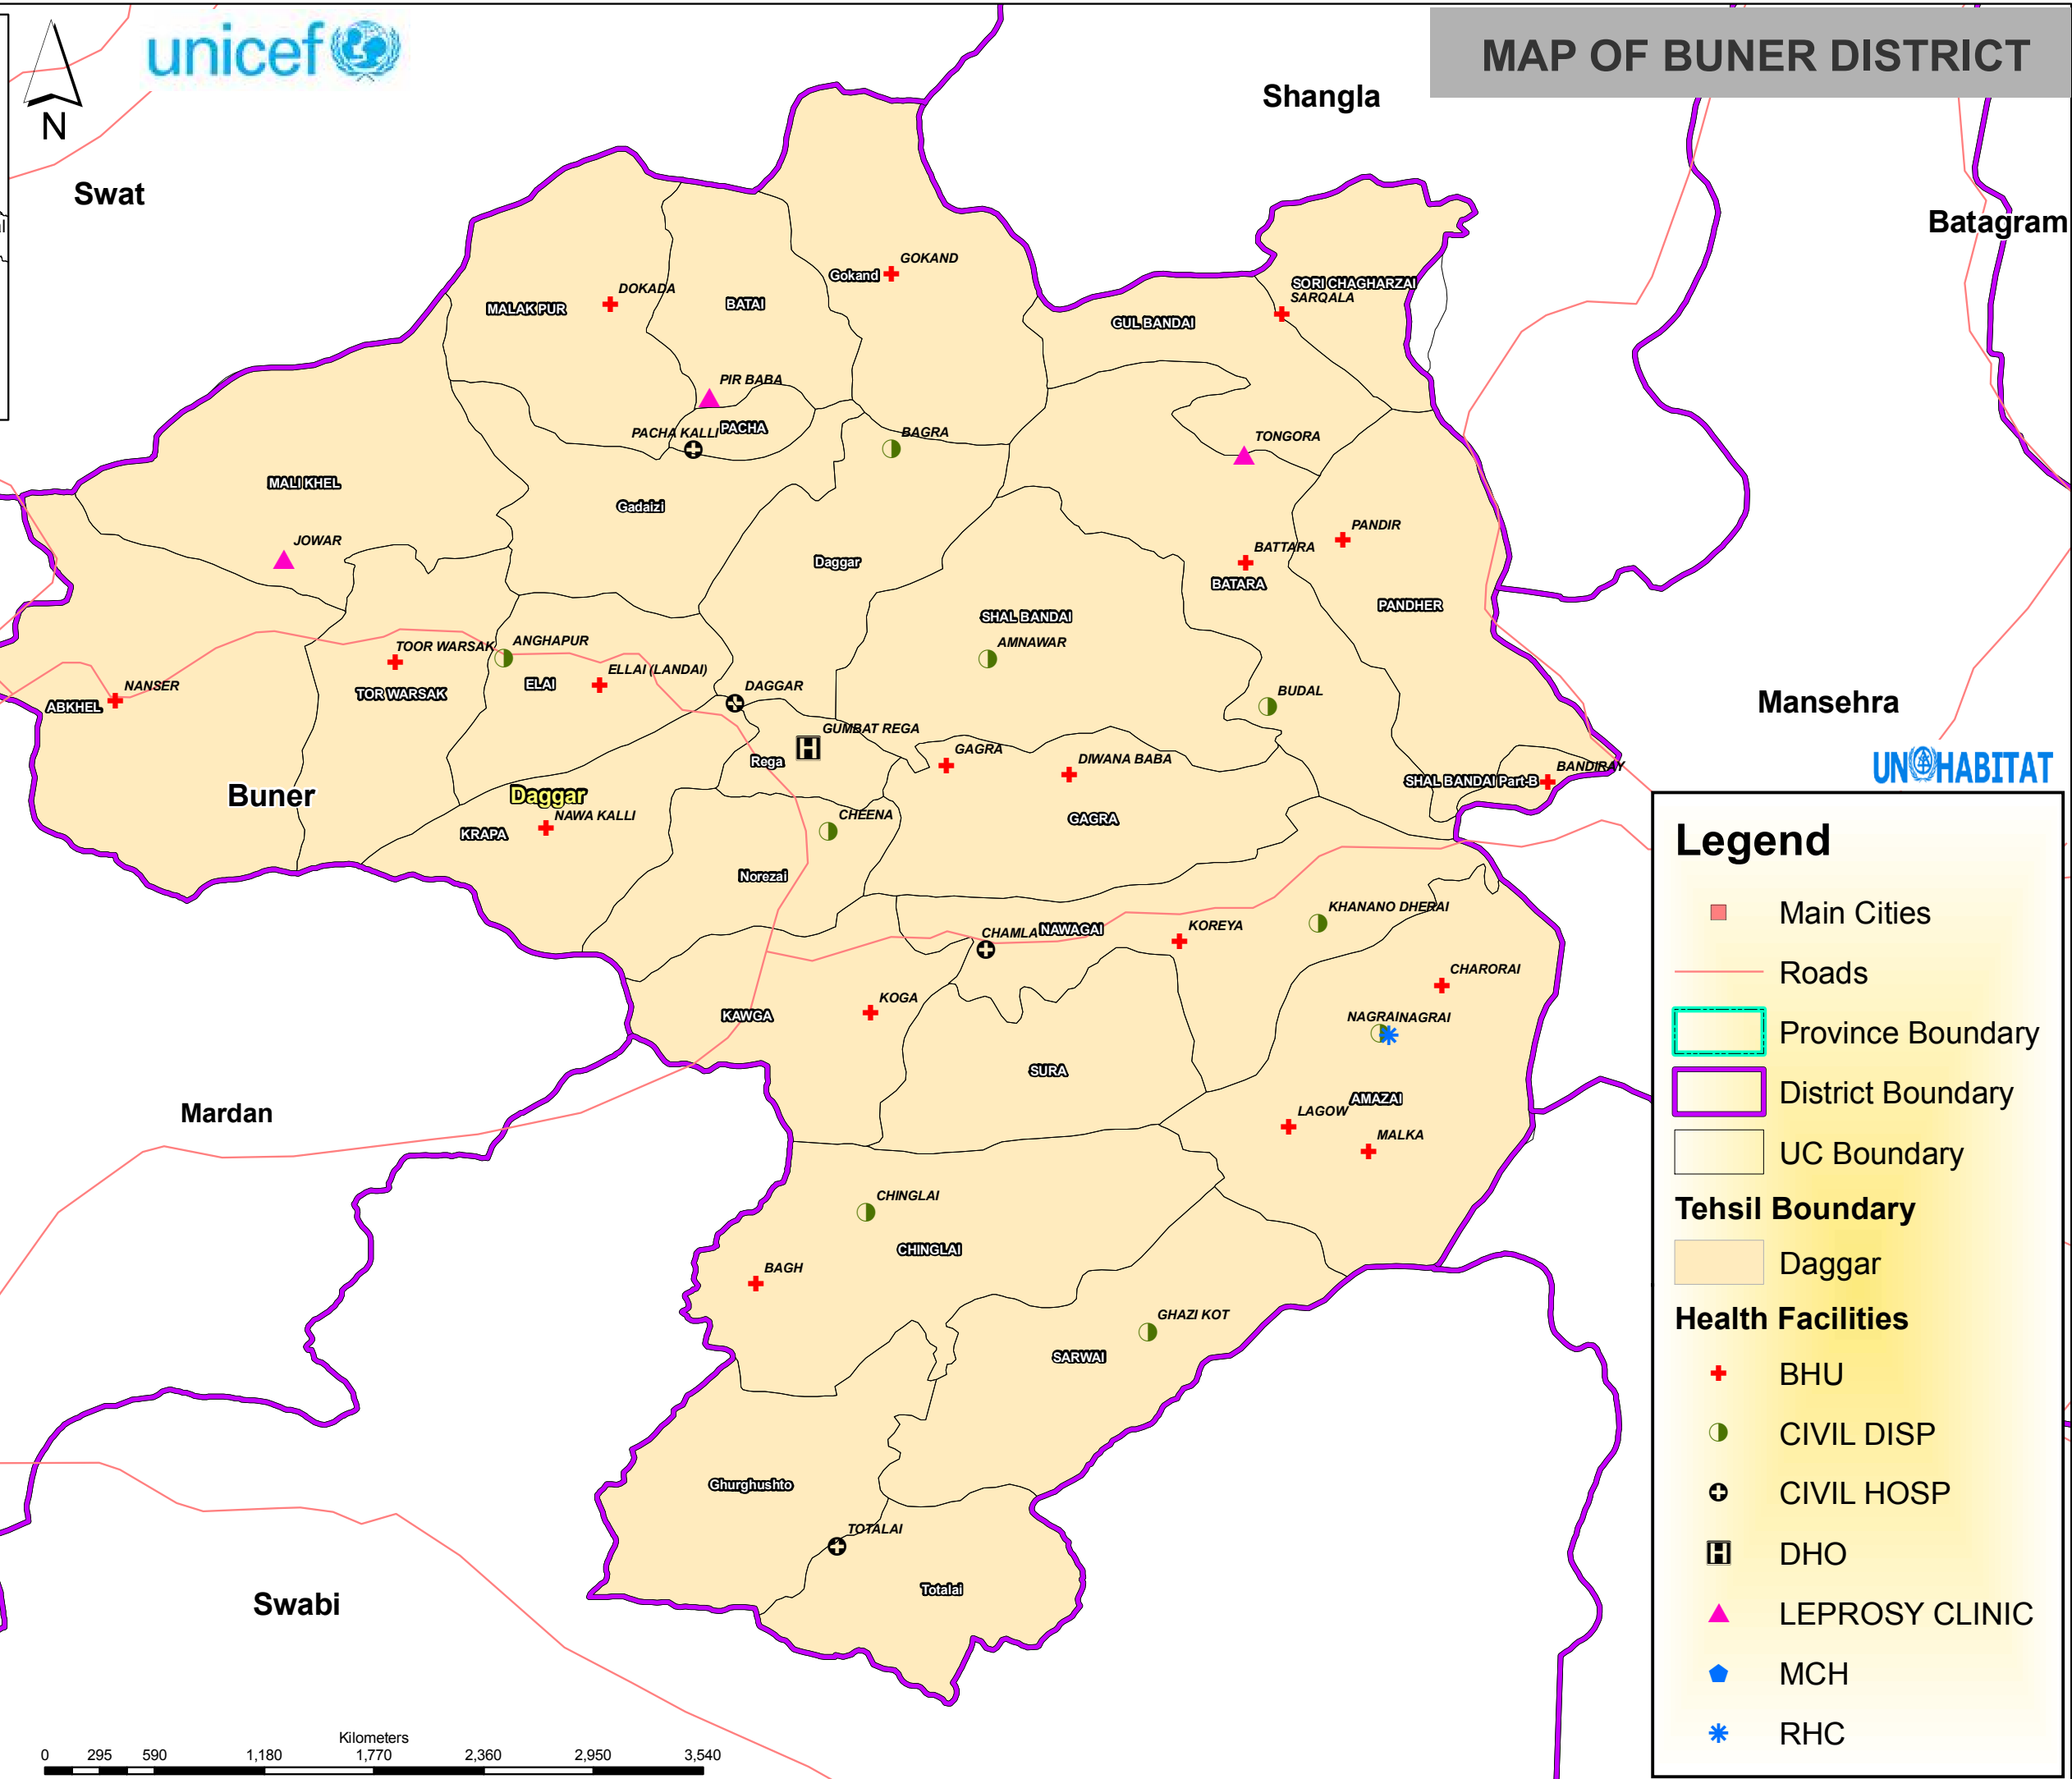 unicef
MAP OF BUNER DISTRICT
N
Shangla
Swat
Batagram
GOKAND
Gokand
SORI CHAGHARZAI
SARQALA
DOKADA
MALAK PUR
BATAI
GUL BANDAI
PIR BABA
PACHA
PACHA KALLI
BAGRA
TONGORA
MALI KHEL
Gadaizi
PANDIR
JOWAR
BATTARA
Daggar
BATARA
PANDHER
SHAL BANDAI
AMNAWAR
TOOR WARSAK
ANGHAPUR
ELLAI (LANDAI)
ELAI
NANSER
DAGGAR
BUDAL
TOR WARSAK
ABKHEL
Mansehra
GUMBAT REGA
GAGRA
DIWANA BABA
Rega
BANDIRAY
SHAL BANDAI Part-B
UN HABITAT
Buner
Daggar
NAWA KALLI
CHEENA
GAGRA
KRAPA
Norezai
KHANANO DHERAI
KOREYA
CHAMLA
NAWAGAI
CHARORAI
KOGA
KAWGA
NAGRAI
NAGRAI
SURA
AMAZAI
LAGOW
MALKA
Mardan
CHINGLAI
CHINGLAI
BAGH
GHAZI KOT
SARWAI
Ghurghushto
TOTALAI
Totalai
Swabi
Legend
Main Cities
Roads
Province Boundary
District Boundary
UC Boundary
Tehsil Boundary
Daggar
Health Facilities
BHU
CIVIL DISP
CIVIL HOSP
DHO
LEPROSY CLINIC
MCH
RHC
Kilometers
0 295 590 1,180 1,770 2,360 2,950 3,540